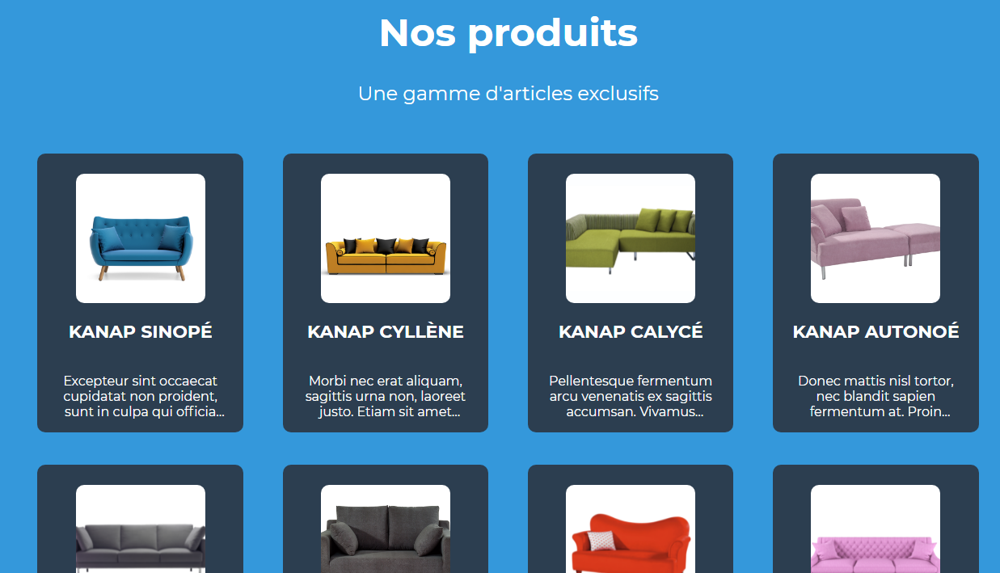 Nos produits
Une gamme d'articles exclusifs
KANAP SINOPÉ
Excepteur sint occaecat
cupidatat non proident,
sunt in culpa qui officia...
KANAP CYLLÈNE
Morbi nec erat aliquam,
sagittis urna non, laoreet
justo. Etiam sit amet...
KANAP CALYCÉ
Pellentesque fermentum
arcu venenatis ex sagittis
accumsan. Vivamus...
KANAP AUTONOÉ
Donec mattis nisl tortor,
nec blandit sapien
fermentum at. Proin...